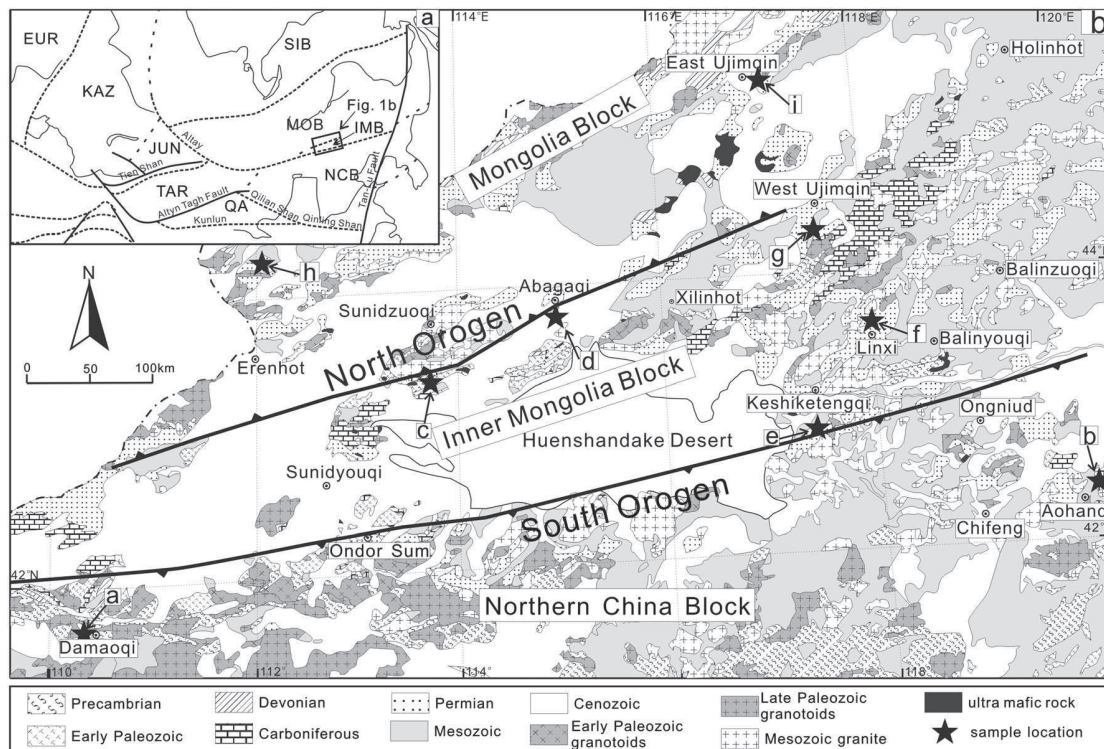 a
EUR
SIB
KAZ
Fig. 1b
MOB
IMB
Altay
JUN
Tien Shan
NCB
TAR
Tan Lu Fault
Altyn Tagh Fault
QA
Qilian Shan
Qinling Shan
Kunlun
114°E
116°E
118°E
120°E
b
Holinhot
East Ujimqin
i
Mongolia Block
West Ujimqin
g
44°N
Balinzuoqi
h
N
Abagaqi
Xilinhot
Sunidzuoqi
North Orogen
d
f
Linxi
Balinyouqi
Erenhot
0 50 100km
c
Inner Mongolia Block
Keshiketengqi
Ongniud
Huenshandake Desert
e
b
Sunidyouqi
South Orogen
Aohanqi
Chifeng
42°N
Ondor Sum
42°N
a
Northern China Block
Damaoqi
110°E
112°E
114°E
118°E
Precambrian
Devonian
Permian
Cenozoic
Late Paleozoic
granotoids
ultra mafic rock
Early Paleozoic
Carboniferous
Mesozoic
Early Paleozoic
granotoids
Mesozoic granite
sample location